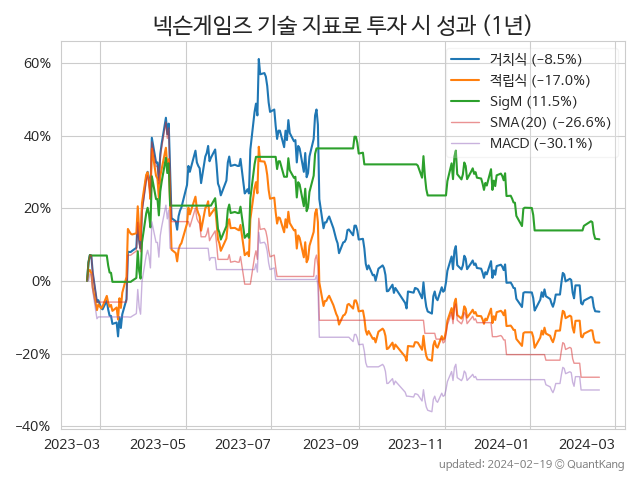 넥슨게임즈 기술 지표로 투자 시 성과 (1년)
거치식 (−8.5%)
적립식 (−17.0%)
SigM (11.5%)
SMA(20) (−26.6%)
MACD (−30.1%)
60%
40%
20%
0%
−20%
−40%
2023-03 2023-05 2023-07 2023-09 2023-11 2024-01 2024-03
updated: 2024-02-19 © QuantKang